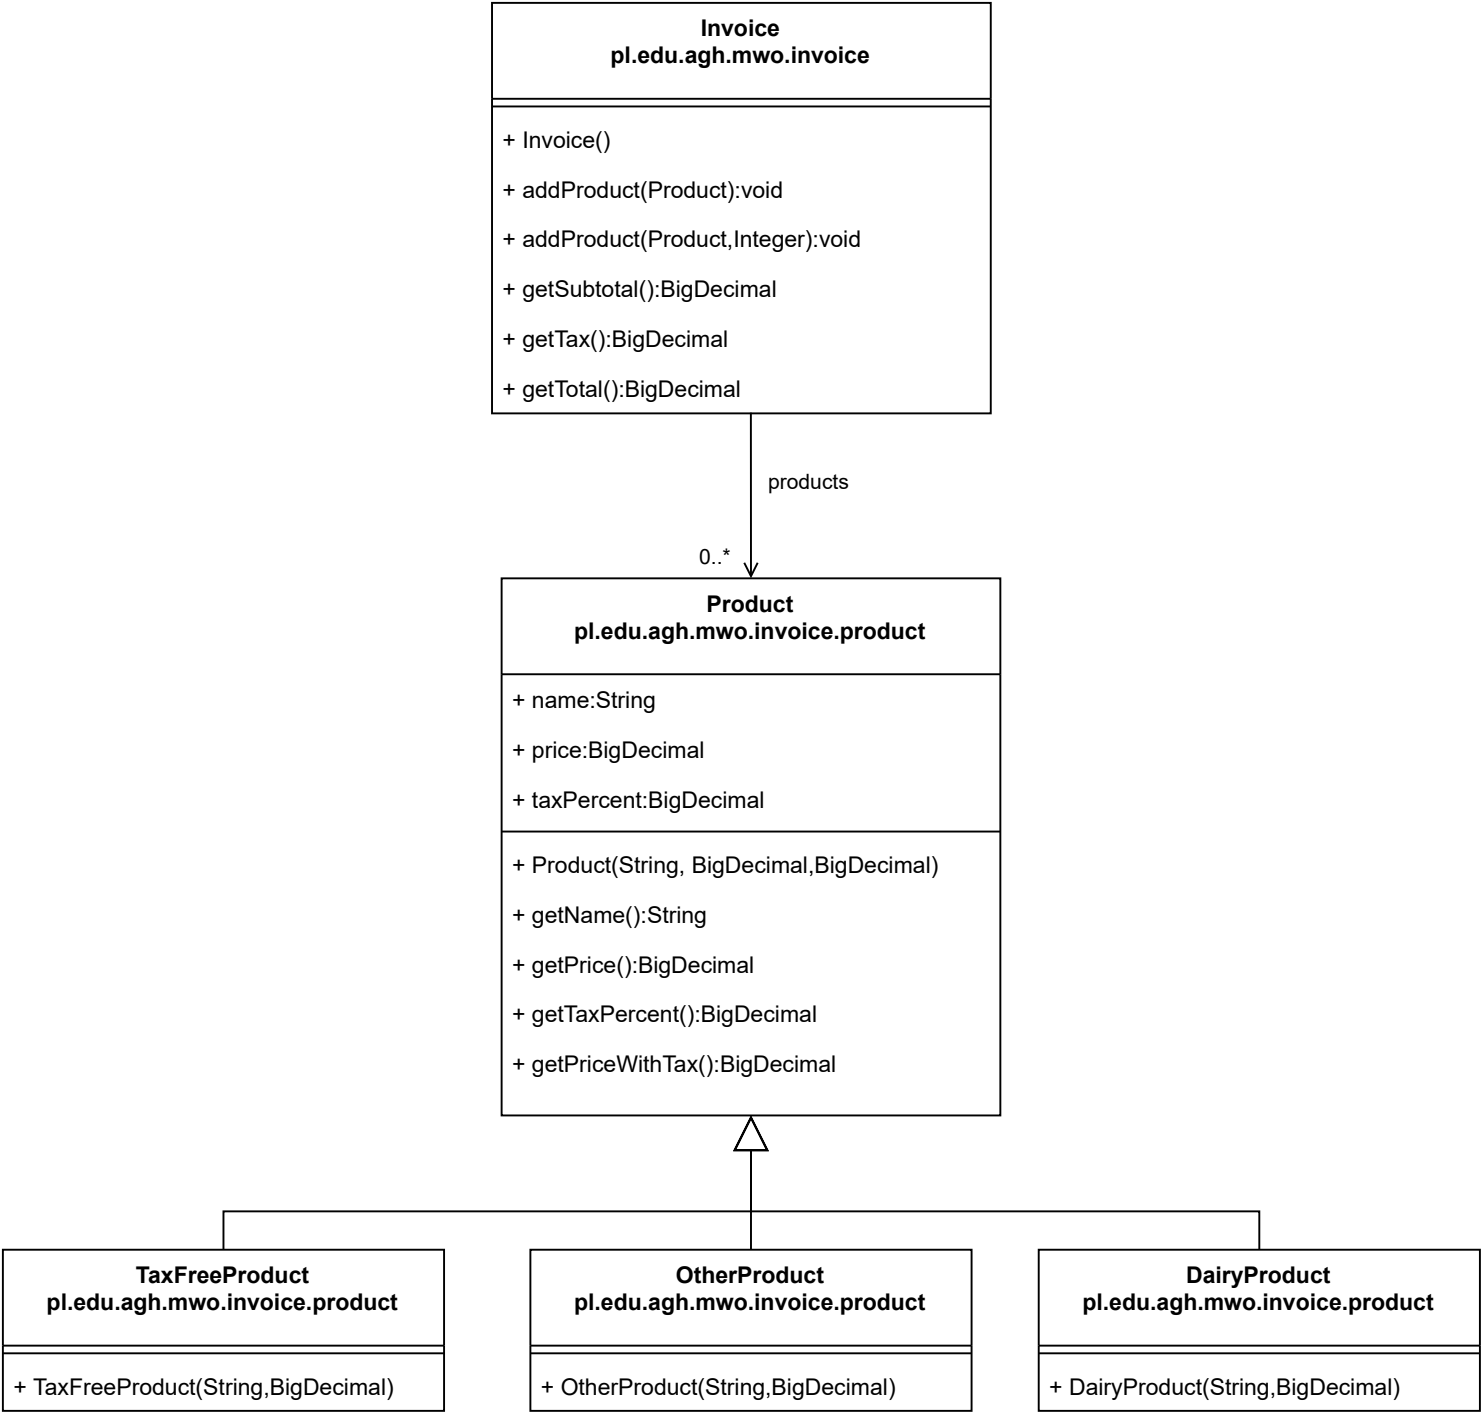 Invoice
pl.edu.agh.mwo.invoice
+ Invoice()
+ addProduct(Product):void
+ addProduct(Product,Integer):void
+ getSubtotal():BigDecimal
+ getTax():BigDecimal
+ getTotal():BigDecimal
products
0..*
Product
pl.edu.agh.mwo.invoice.product
+ name:String
+ price:BigDecimal
+ taxPercent:BigDecimal
+ Product(String, BigDecimal,BigDecimal)
+ getName():String
+ getPrice():BigDecimal
+ getTaxPercent():BigDecimal
+ getPriceWithTax():BigDecimal
TaxFreeProduct
pl.edu.agh.mwo.invoice.product
+ TaxFreeProduct(String,BigDecimal)
OtherProduct
pl.edu.agh.mwo.invoice.product
+ OtherProduct(String,BigDecimal)
DairyProduct
pl.edu.agh.mwo.invoice.product
+ DairyProduct(String,BigDecimal)